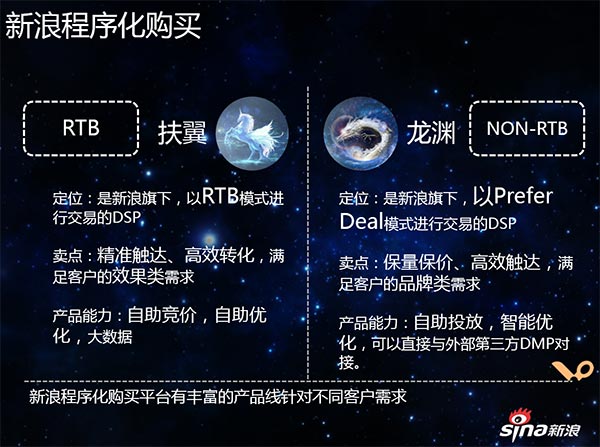 新浪程序化购买
RTB
扶翼
定位：是新浪旗下，以RTB模式进
行交易的DSP
卖点：精准触达、高效转化，满
足客户的效果类需求
产品能力：自助竞价，自助优
化，大数据
龙渊
NON-RTB
定位：是新浪旗下，以Prefer
Deal模式进行交易的DSP
卖点：保量保价、高效触达，满
足客户的品牌类需求
产品能力：自助投放，智能优
化，可以直接与外部第三方DMP对
接。
新浪程序化购买平台有丰富的产品线针对不同客户需求
sina新浪